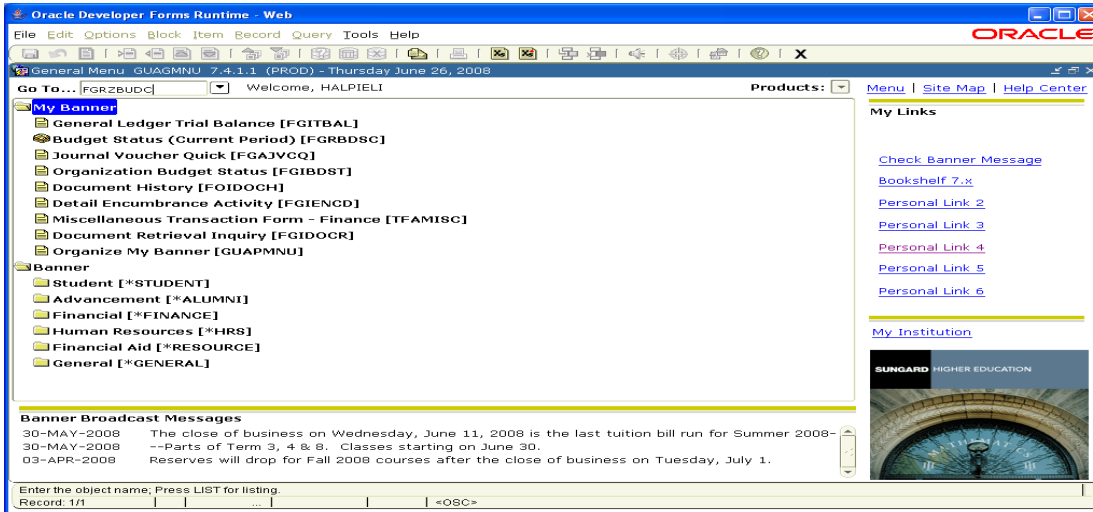 Oracle Developer Forms Runtime - Web
File Edit Options Block Item Record Query Tools Help
ORACLE
General Menu GUAGMNU 7.4.1.1 (PROD) - Thursday June 26, 2008
Go To... FGRZBUDC Welcome, HALPIELI Products: Menu | Site Map | Help Center
My Banner
General Ledger Trial Balance [FGITBAL]
Budget Status (Current Period) [FGRBDSC]
Journal Voucher Quick [FGAJVCQ]
Organization Budget Status [FGIBDST]
Document History [FOIDOCH]
Detail Encumbrance Activity [FGIENCD]
Miscellaneous Transaction Form - Finance [TFAMISC]
Document Retrieval Inquiry [FGIDOCR]
Organize My Banner [GUAPMNU]
Banner
Student [*STUDENT]
Advancement [*ALUMNI]
Financial [*FINANCE]
Human Resources [*HRS]
Financial Aid [*RESOURCE]
General [*GENERAL]
My Links
Check Banner Message
Bookshelf 7.x
Personal Link 2
Personal Link 3
Personal Link 4
Personal Link 5
Personal Link 6
My Institution
SUNGARD HIGHER EDUCATION
Banner Broadcast Messages
30-MAY-2008 The close of business on Wednesday, June 11, 2008 is the last tuition bill run for Summer 2008-
30-MAY-2008 --Parts of Term 3, 4 & 8. Classes starting on June 30.
03-APR-2008 Reserves will drop for Fall 2008 courses after the close of business on Tuesday, July 1.
Enter the object name; Press LIST for listing.
Record: 1/1 ... <OSC>